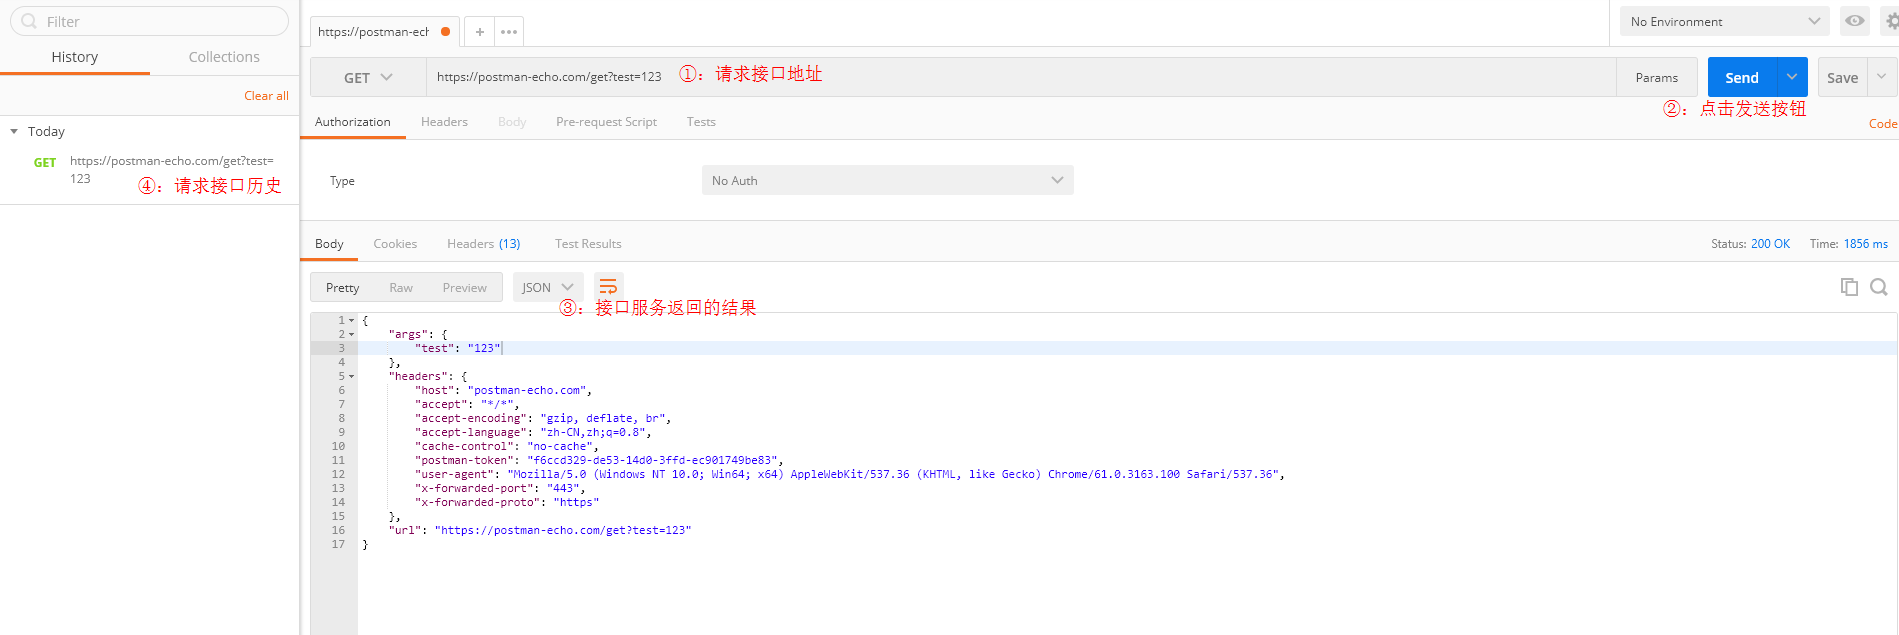 Filter
History Collections
Clear all
Today
GET https://postman-echo.com/get?test=
123
④：请求接口历史
https://postman-ech + •••
No Environment
GET https://postman-echo.com/get?test=123 ①：请求接口地址 Params Send Save
②：点击发送按钮
Authorization Headers Body Pre-request Script Tests Code
Type No Auth
Body Cookies Headers (13) Test Results Status: 200 OK Time: 1856 ms
Pretty Raw Preview JSON
③：接口服务返回的结果
1 {
2 "args": {
3 "test": "123"
4 },
5 "headers": {
6 "host": "postman-echo.com",
7 "accept": "*/*",
8 "accept-encoding": "gzip, deflate, br",
9 "accept-language": "zh-CN,zh;q=0.8",
10 "cache-control": "no-cache",
11 "postman-token": "f6ccd329-de53-14d0-3ffd-ec901749be83",
12 "user-agent": "Mozilla/5.0 (Windows NT 10.0; Win64; x64) AppleWebKit/537.36 (KHTML, like Gecko) Chrome/61.0.3163.100 Safari/537.36",
13 "x-forwarded-port": "443",
14 "x-forwarded-proto": "https"
15 },
16 "url": "https://postman-echo.com/get?test=123"
17 }